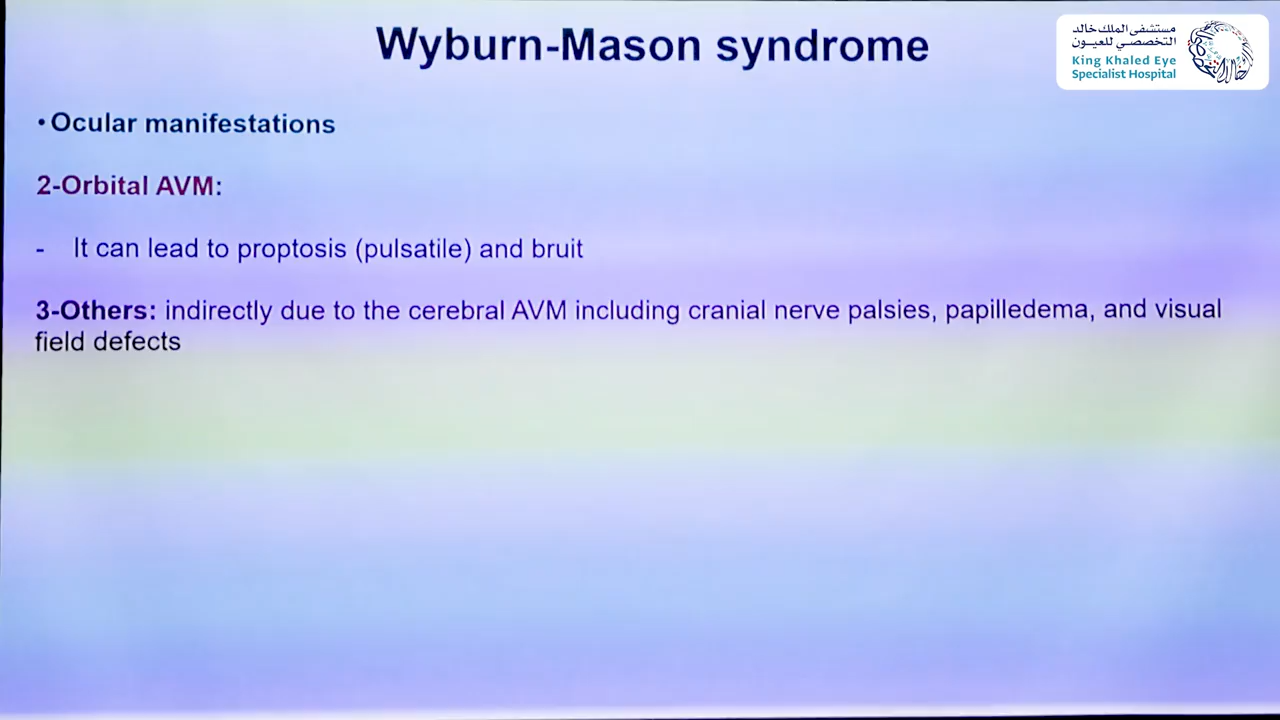 Wyburn-Mason syndrome
مستشفى الملك خالد
التخصصي للعيون
King Khaled Eye
Specialist Hospital
• Ocular manifestations
2-Orbital AVM:
- It can lead to proptosis (pulsatile) and bruit
3-Others: indirectly due to the cerebral AVM including cranial nerve palsies, papilledema, and visual
field defects